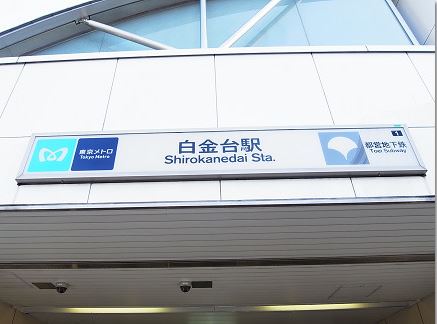 東京メトロ
Tokyo Metro
白金台駅
Shirokanedai Sta.
都営地下鉄
Toei Subway
1